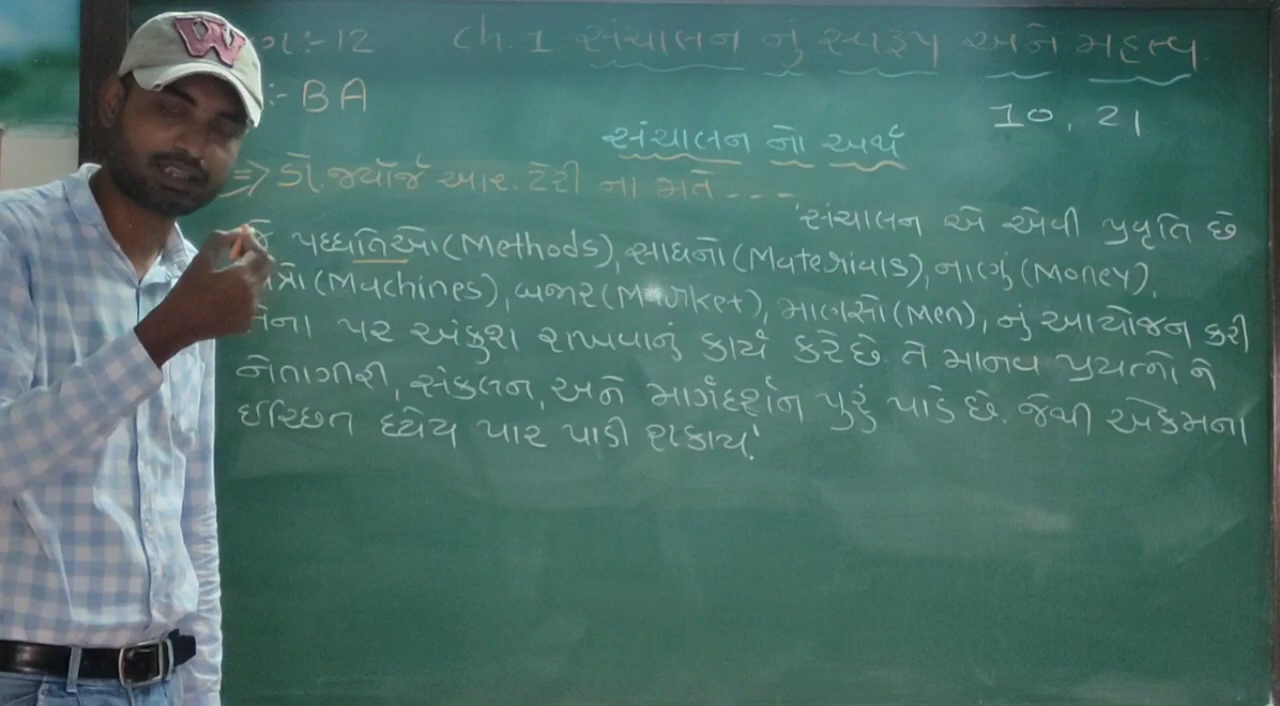 W
:-12 Ch. 1 સંચાલન નું સ્વરૂપ અને મહત્વ
:- BA
10, 21
સંચાલન નો અર્થ
=> ડૉ. જ્યૉર્જ આર. ટેરી ના મતે - - - -
'સંચાલન એ એવી પ્રવૃતિ છે
જે પધ્ધતિઓ (Methods), સાધનો (Materials), નાણું (Money),
(Machines), બજાર (Market), માણસો (Men), નું આયોજન કરી
તેના પર અંકુશ રાખવાનું કાર્ય કરે છે તે માનવ પ્રયત્નો ને
નેતાગીરી, સંકલન, અને માર્ગદર્શન પુરું પાડે છે. જેથી એકમના
ઈચ્છિત ધ્યેય પાર પાડી શકાય.'